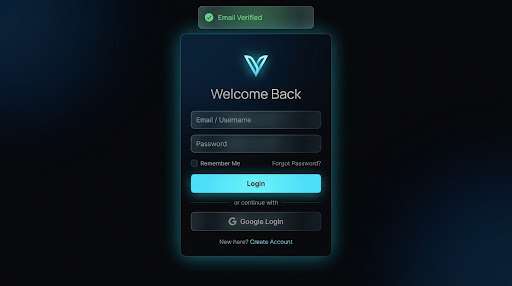 Email Verified
Welcome Back
Email / Username
Password
Remember Me Forgot Password?
Login
or continue with
Google Login
New here? Create Account